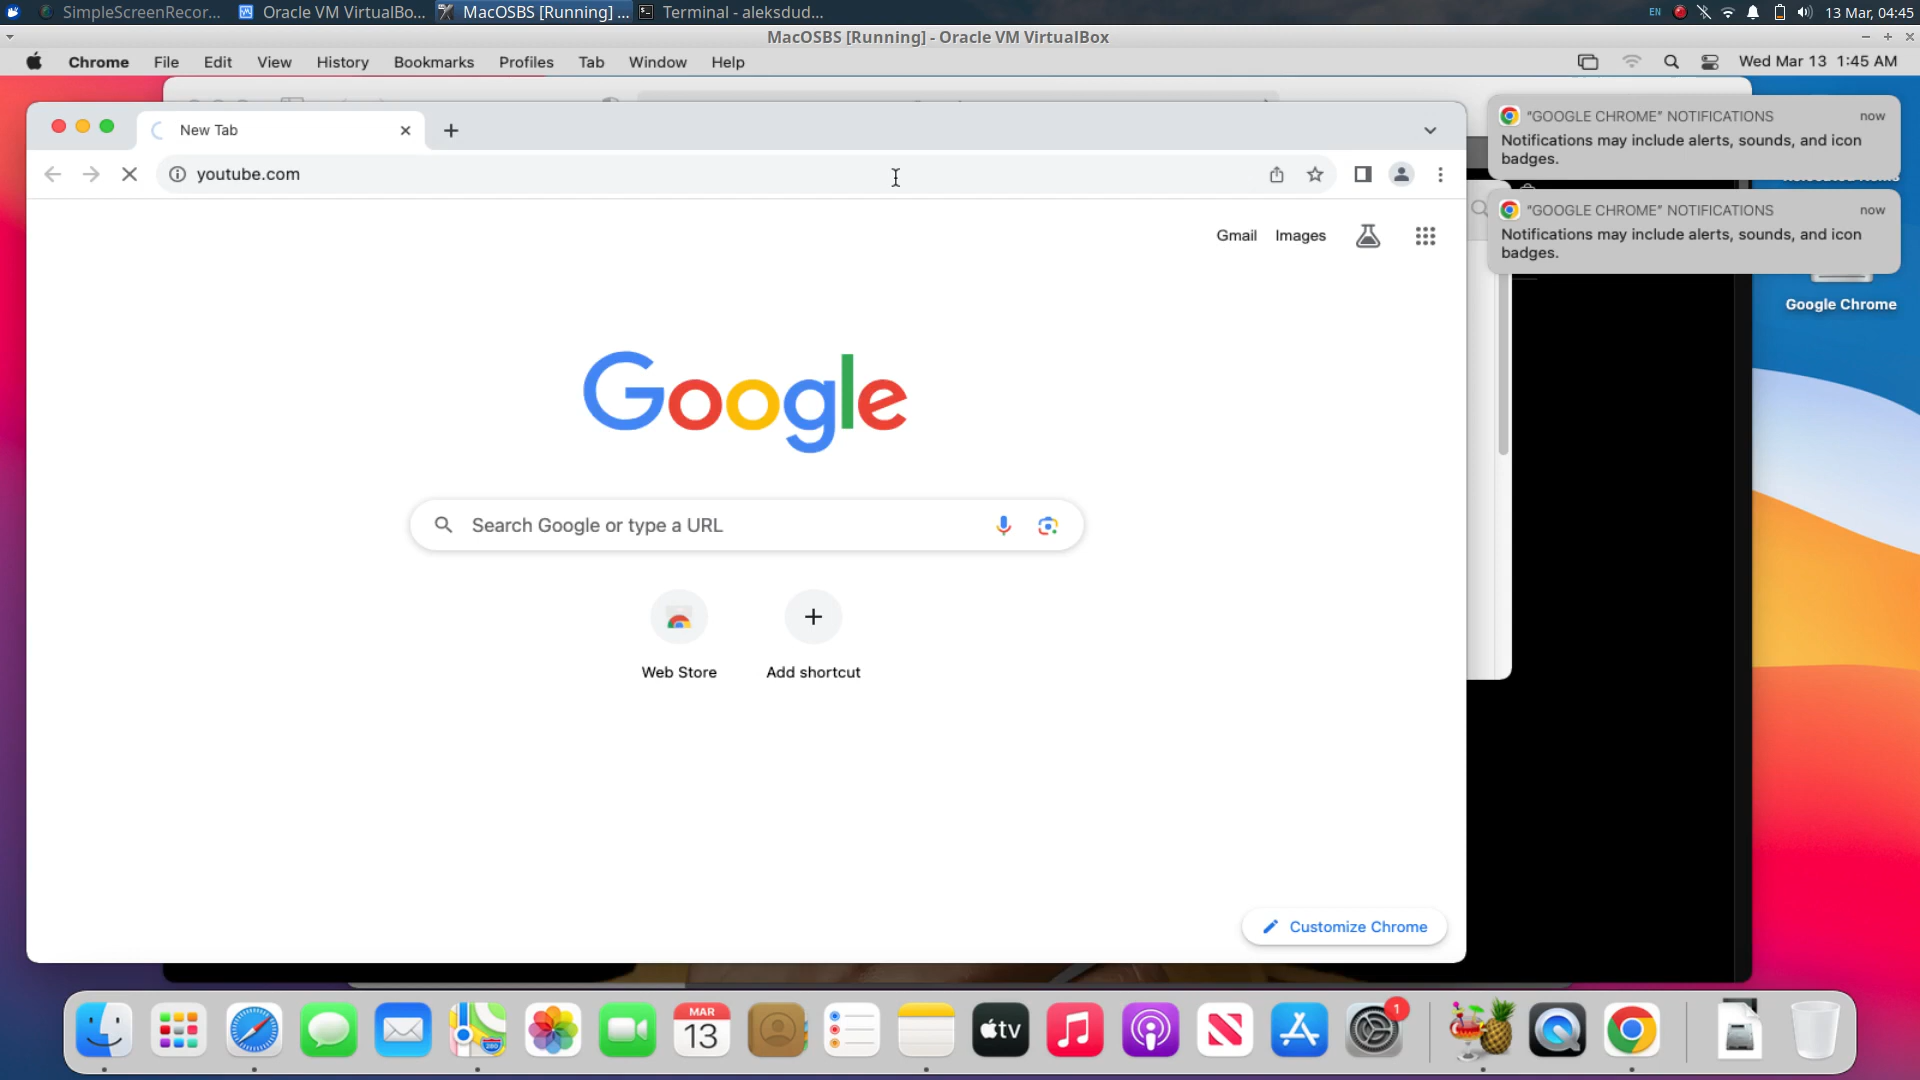 SimpleScreenRecor...
Oracle VM VirtualBo...
MacOSBS [Running] ...
Terminal - aleksdud...
EN
13 Mar, 04:45
MacOSBS [Running] - Oracle VM VirtualBox
Chrome File Edit View History Bookmarks Profiles Tab Window Help
Wed Mar 13 1:45 AM
New Tab
youtube.com
"GOOGLE CHROME" NOTIFICATIONS now
Notifications may include alerts, sounds, and icon
badges.
"GOOGLE CHROME" NOTIFICATIONS now
Notifications may include alerts, sounds, and icon
badges.
Google Chrome
Gmail Images
Google
Search Google or type a URL
Web Store
Add shortcut
Customize Chrome
MAR
13
280
tv
1